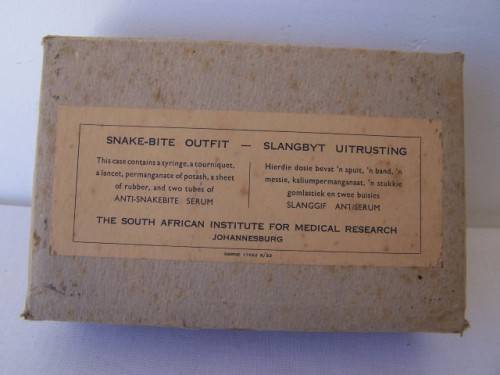 SNAKE-BITE OUTFIT — SLANGBYT UITRUSTING
This case contains a syringe, a tourniquet,
a lancet, permanganate of potash, a sheet
of rubber, and two tubes of
ANTI-SNAKEBITE SERUM
Hierdie dosie bevat 'n spuit, 'n band, 'n
messie, kaliumpermanganaat, 'n stukkie
gomlastiek en twee buisies
SLANGGIF ANTISERUM
THE SOUTH AFRICAN INSTITUTE FOR MEDICAL RESEARCH
JOHANNESBURG